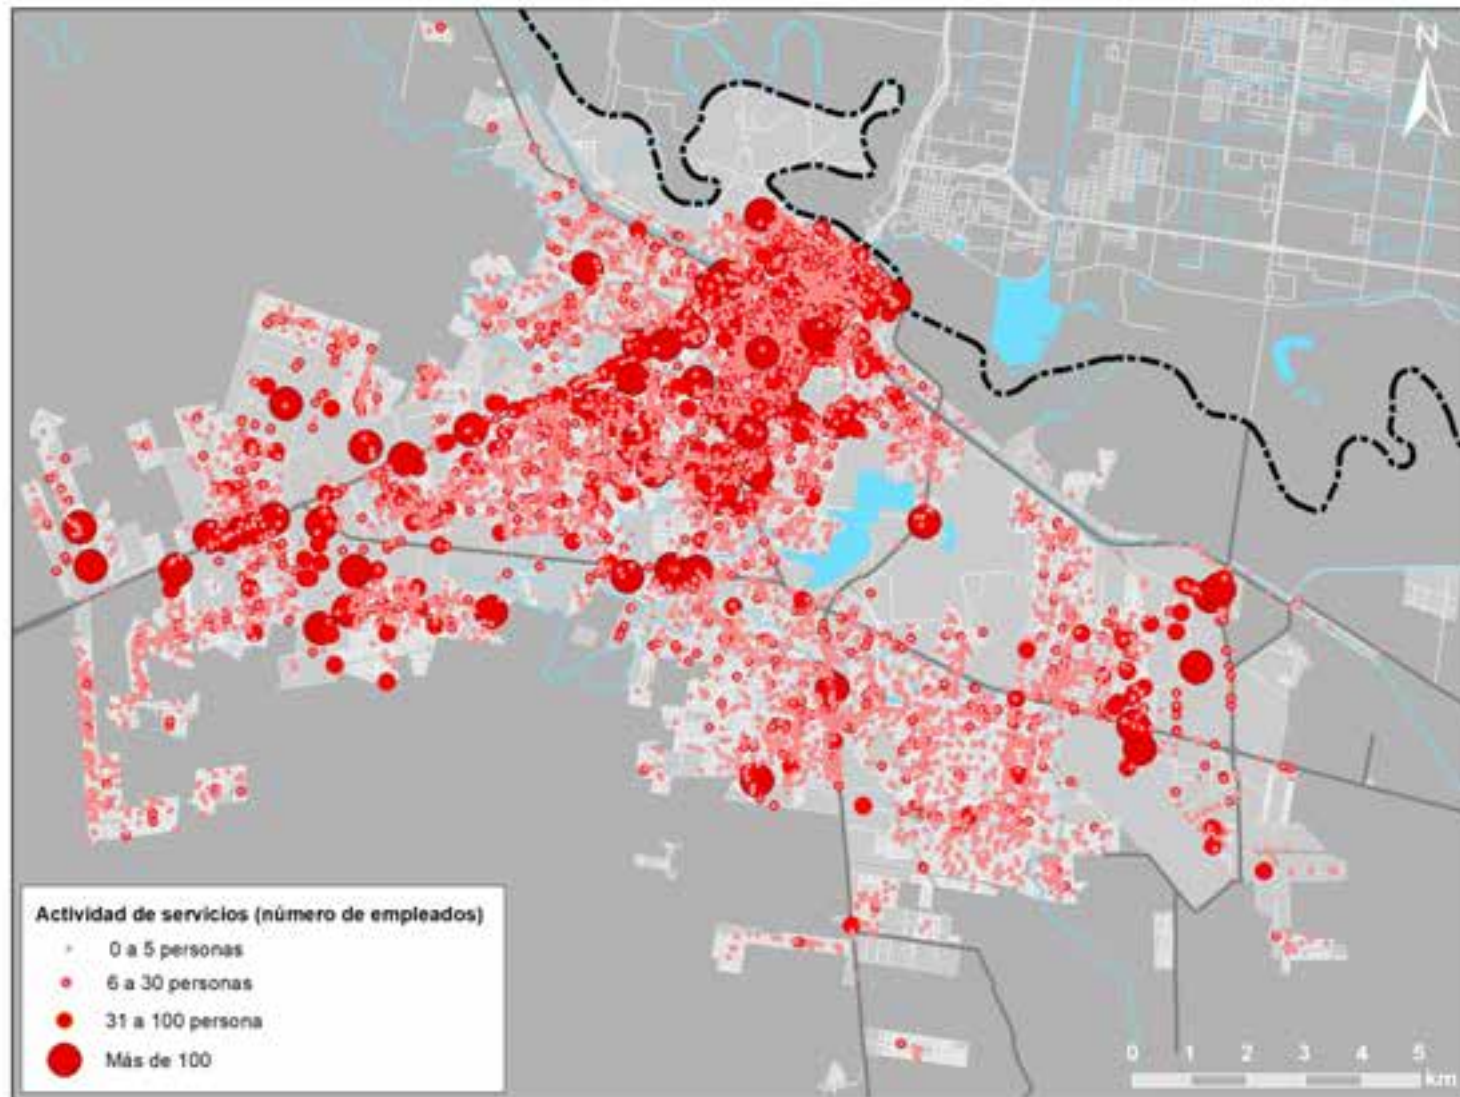 N
Actividad de servicios (número de empleados)
0 a 5 personas
6 a 30 personas
31 a 100 persona
Más de 100
0 1 2 3 4 5
km